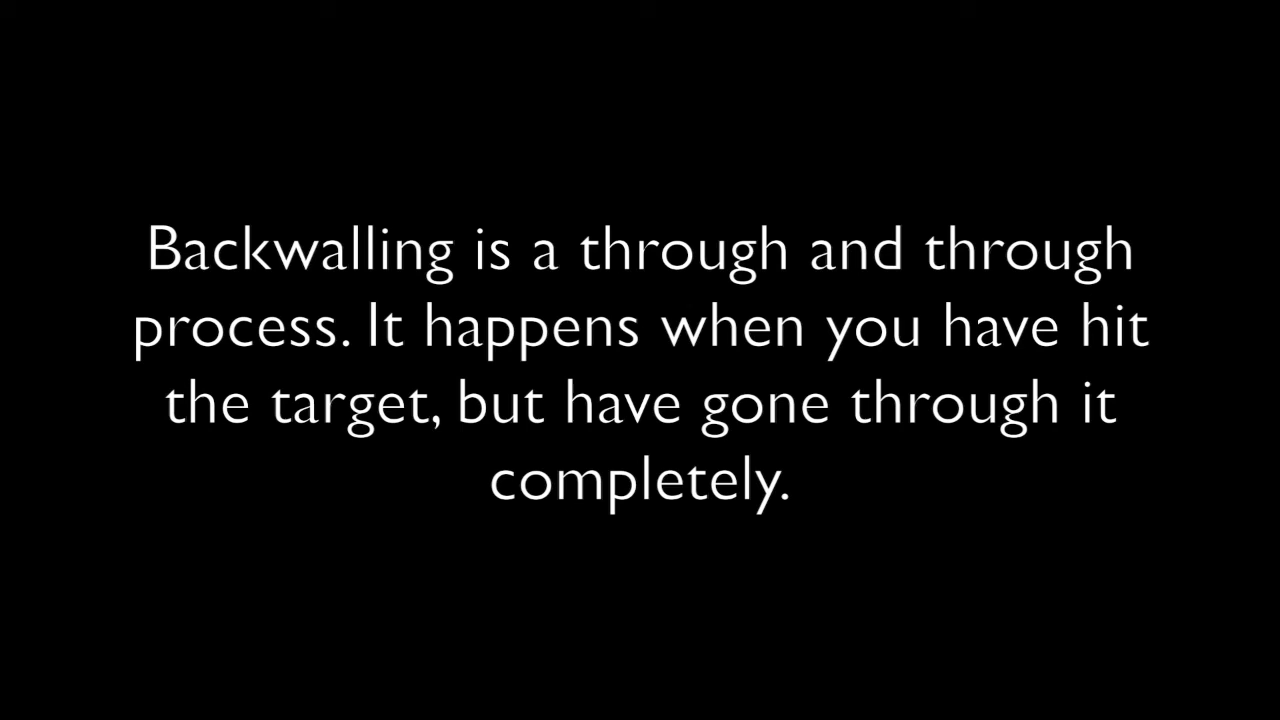 Backwalling is a through and through
process. It happens when you have hit
the target, but have gone through it
completely.